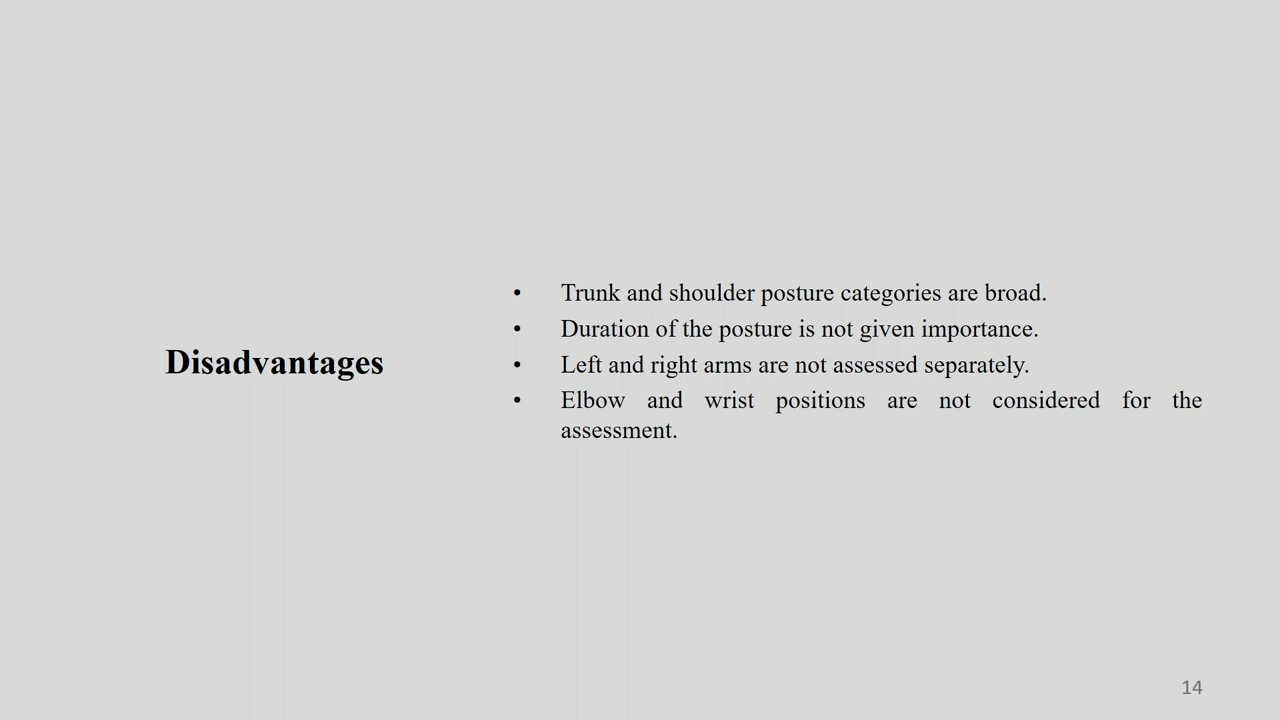 Disadvantages
• Trunk and shoulder posture categories are broad.
• Duration of the posture is not given importance.
• Left and right arms are not assessed separately.
• Elbow and wrist positions are not considered for the
assessment.
14